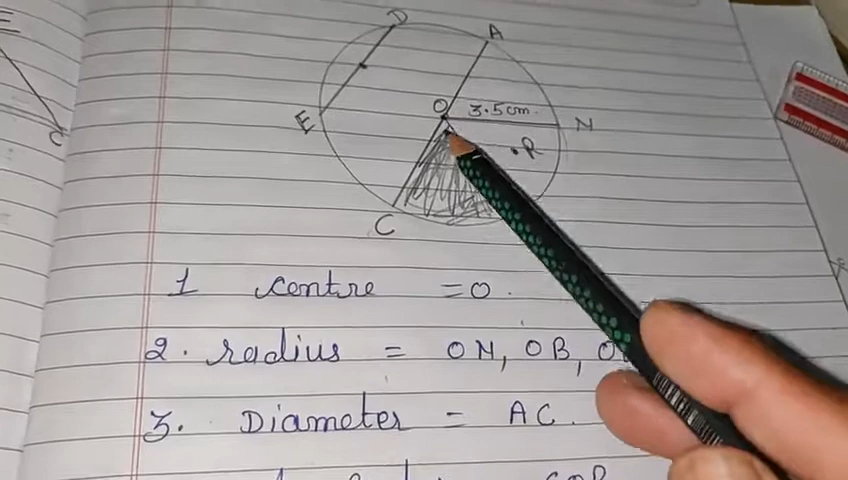 D
A
E
O
3.5cm.
N
.R
C
E
C
1 centre = O.
2. radius = ON, OB,
3. Diameter = AC.